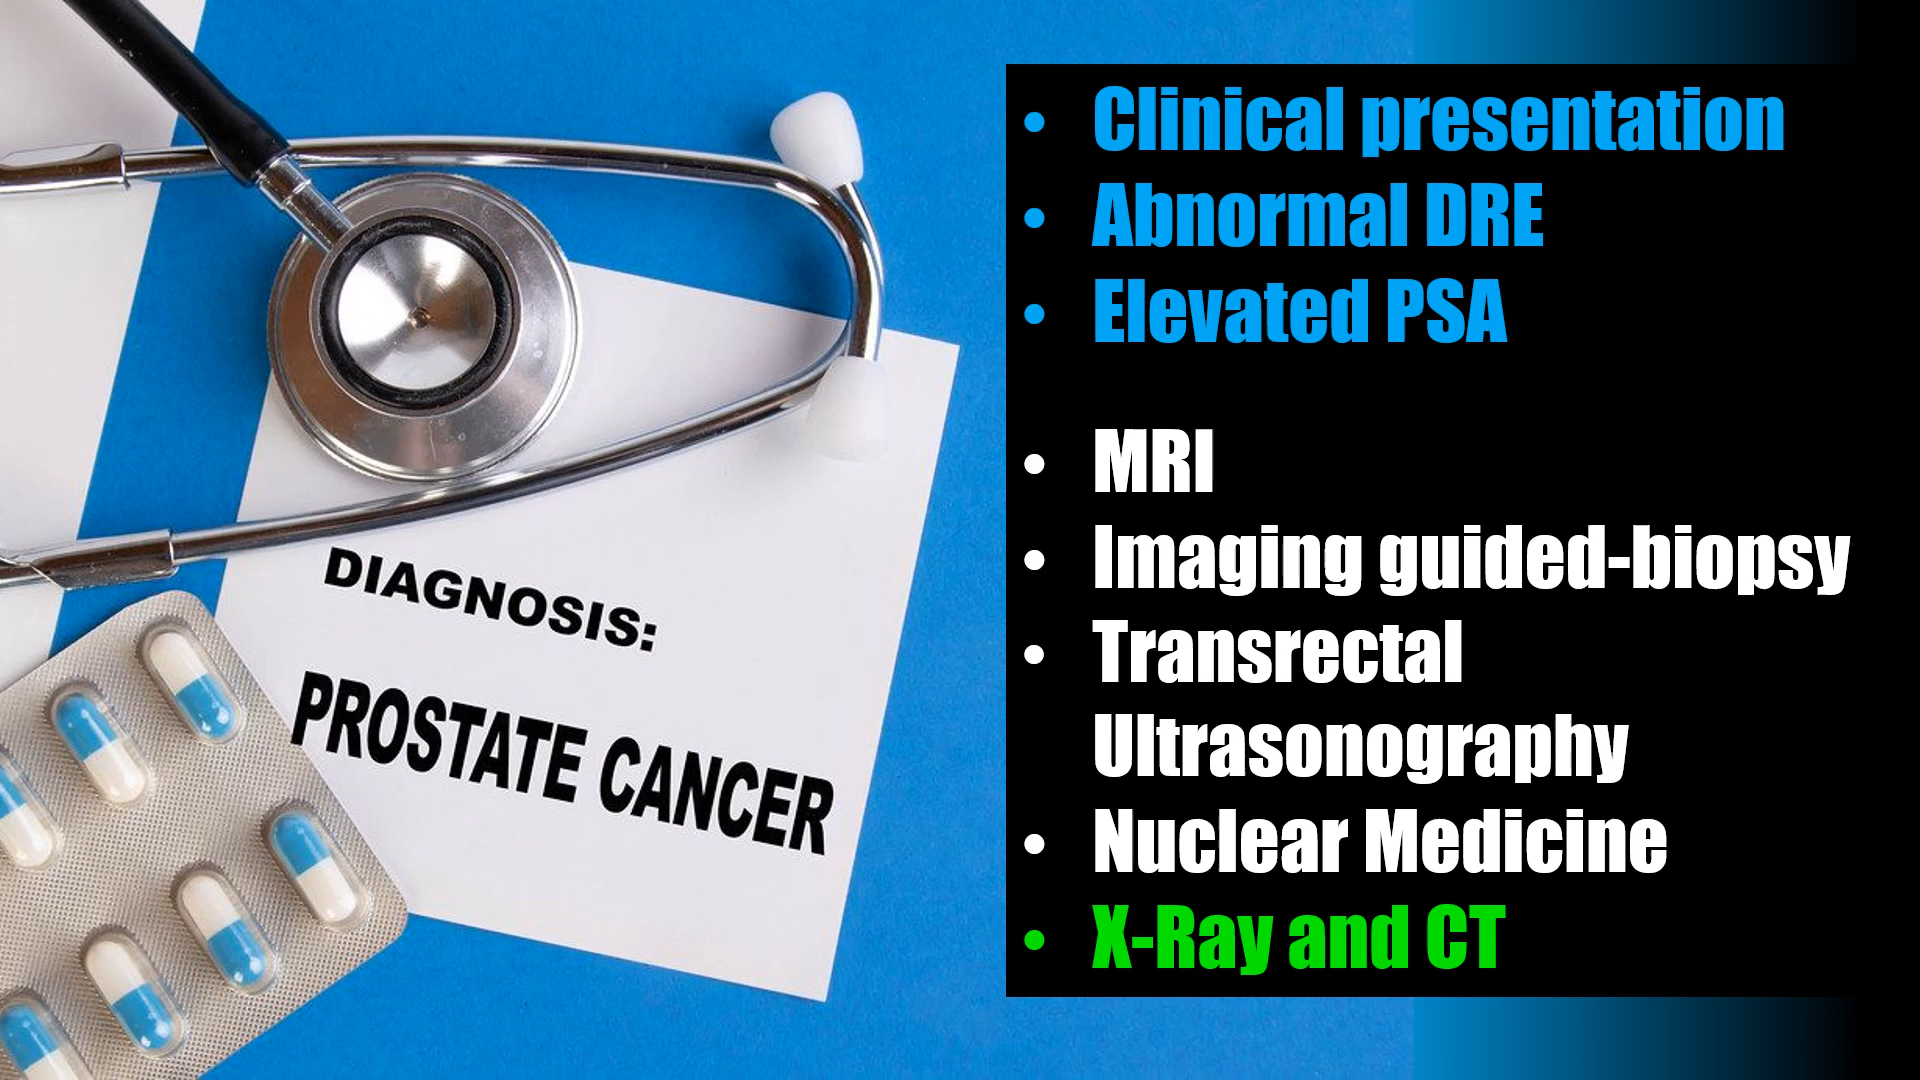 DIAGNOSIS:
PROSTATE CANCER
• Clinical presentation
• Abnormal DRE
• Elevated PSA
• MRI
• Imaging guided-biopsy
• Transrectal
Ultrasonography
• Nuclear Medicine
• X-Ray and CT